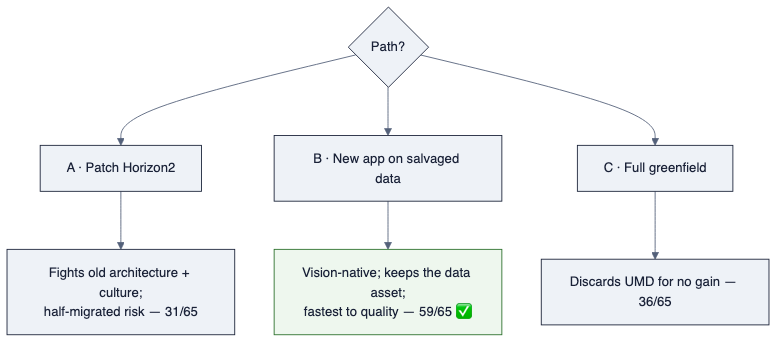 Path?
A · Patch Horizon2
B · New app on salvaged
data
C · Full greenfield
Fights old architecture +
culture;
half-migrated risk — 31/65
Vision-native; keeps the data
asset;
fastest to quality — 59/65 ✅
Discards UMD for no gain —
36/65